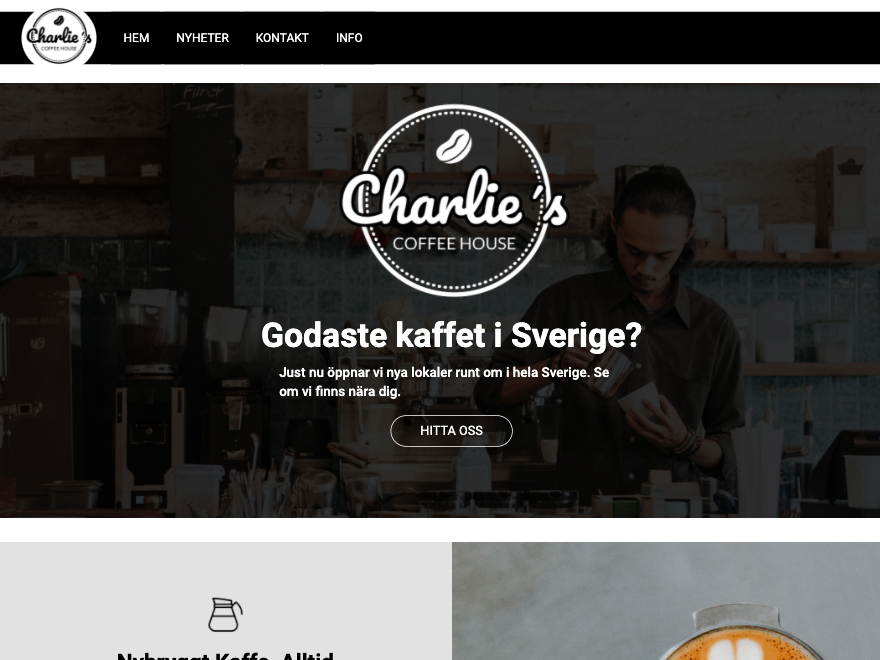 Charlie's
COFFEE HOUSE
HEM NYHETER KONTAKT INFO
Filter
Charlie's
COFFEE HOUSE
Godaste kaffet i Sverige?
Just nu öppnar vi nya lokaler runt om i hela Sverige. Se
om vi finns nära dig.
HITTA OSS
Nybryggt Kaffe, Alltid